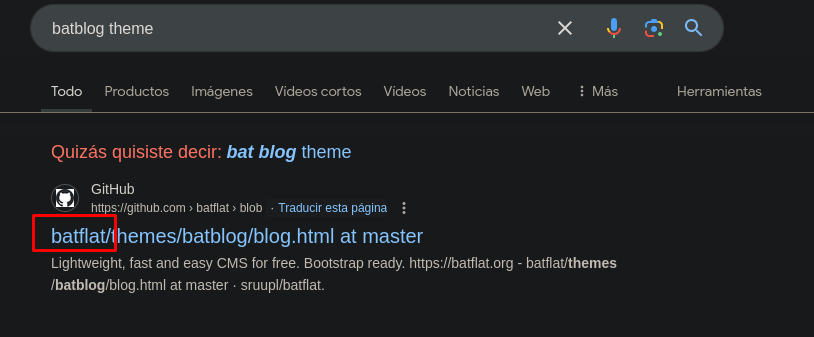 batblog theme
Todo Productos Imágenes Vídeos cortos Vídeos Noticias Web Más Herramientas
Quizás quisiste decir: bat blog theme
GitHub
https://github.com › batflat › blob · Traducir esta página
batflat/themes/batblog/blog.html at master
Lightweight, fast and easy CMS for free. Bootstrap ready. https://batflat.org - batflat/themes
/batblog/blog.html at master · sruupl/batflat.